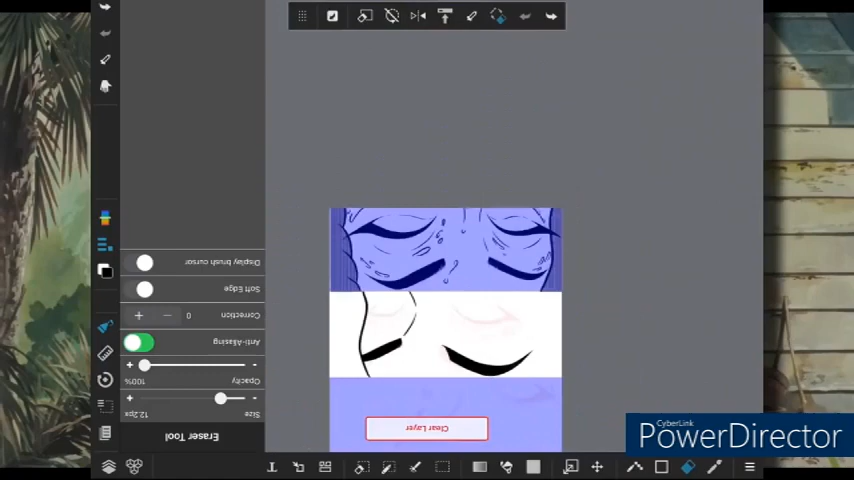 Display brush cursor
Soft Edge
Correction
+ − 0
Anti-Aliasing
+ -
100% Opacity
+ -
12.2px Size
Eraser Tool
Clear Layer
T
CyberLink
PowerDirector